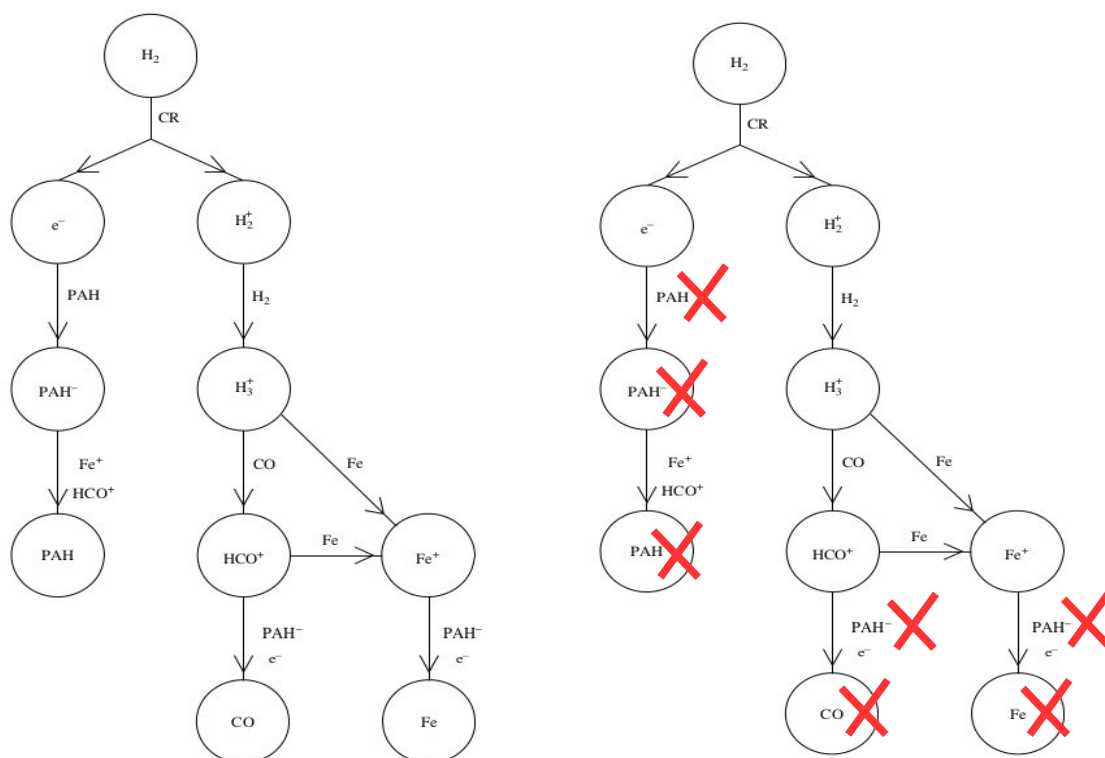 H₂
CR
e⁻
H₂⁺
PAH
H₂
PAH⁻
H₃⁺
Fe⁺
HCO⁺
CO
Fe
PAH
HCO⁺
Fe
Fe⁺
PAH⁻
e⁻
PAH⁻
e⁻
CO
Fe
H₂
CR
e⁻
H₂⁺
PAH
H₂
PAH⁻
H₃⁺
Fe⁺
HCO⁺
CO
Fe
PAH
HCO⁺
Fe
Fe⁺
PAH⁻
e⁻
PAH⁻
e⁻
CO
Fe